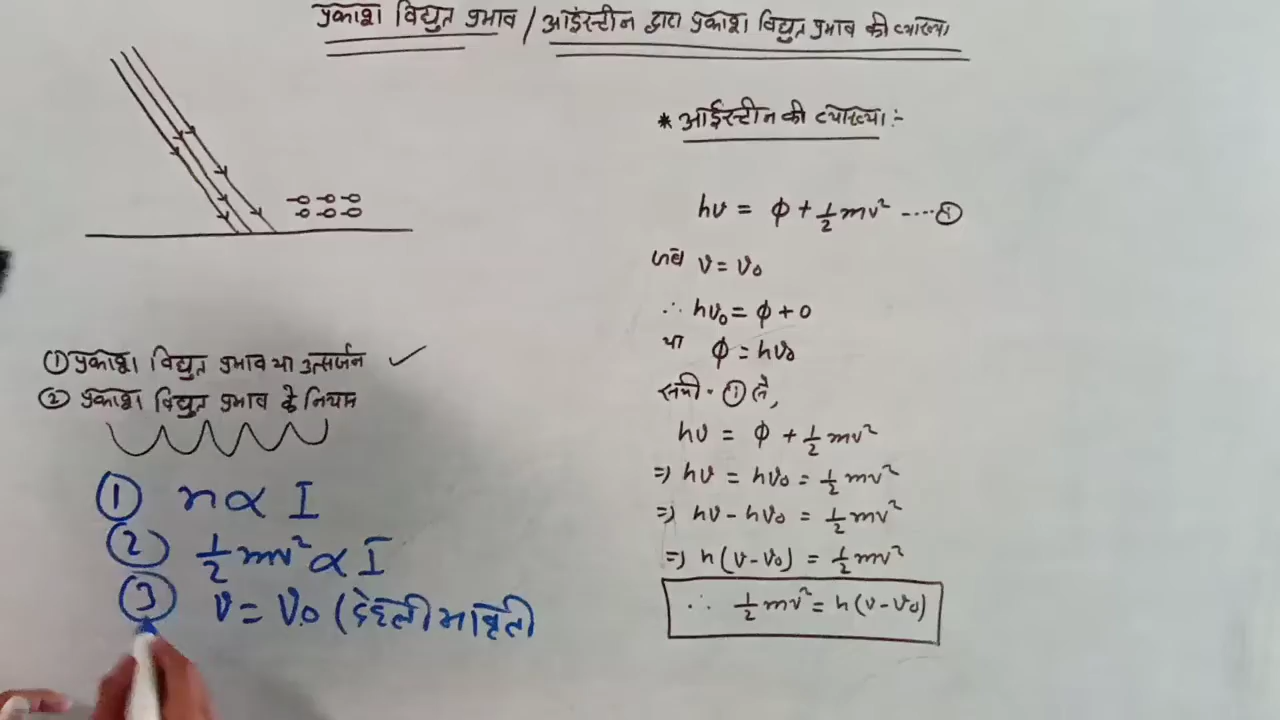 प्रकाश विद्युत प्रभाव / आइंस्टीन द्वारा प्रकाश विद्युत प्रभाव की व्याख्या
① प्रकाश विद्युत प्रभाव या उत्सर्जन ✓
② प्रकाश विद्युत प्रभाव के नियम
① n ∝ I
② ½mv² ∝ I
③ ν = ν₀ (देहली आवृती
* आईस्टीन की व्याख्या :-
hν = ϕ + ½mv² ----①
जब ν = ν₀
∴ hν₀ = ϕ + 0
या ϕ = hν₀
समी॰ ① से,
hν = ϕ + ½mv²
⇒ hν = hν₀ = ½mv²
⇒ hν - hν₀ = ½mv²
⇒ h(ν - ν₀) = ½mv²
∴ ½mv² = h(ν - ν₀)